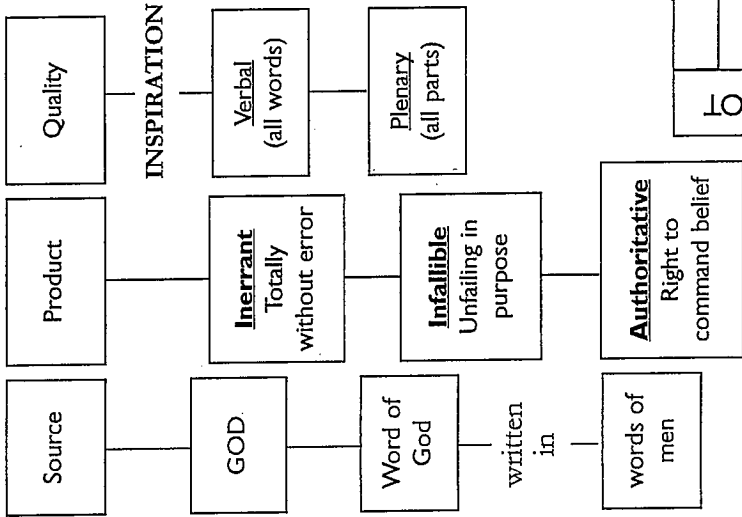 Source
GOD
Word of
God
written
in
words of
men
Product
Inerrant
Totally
without error
Infallible
Unfailing in
purpose
Authoritative
Right to
command belief
Quality
INSPIRATION
Verbal
(all words)
Plenary
(all parts)
OT